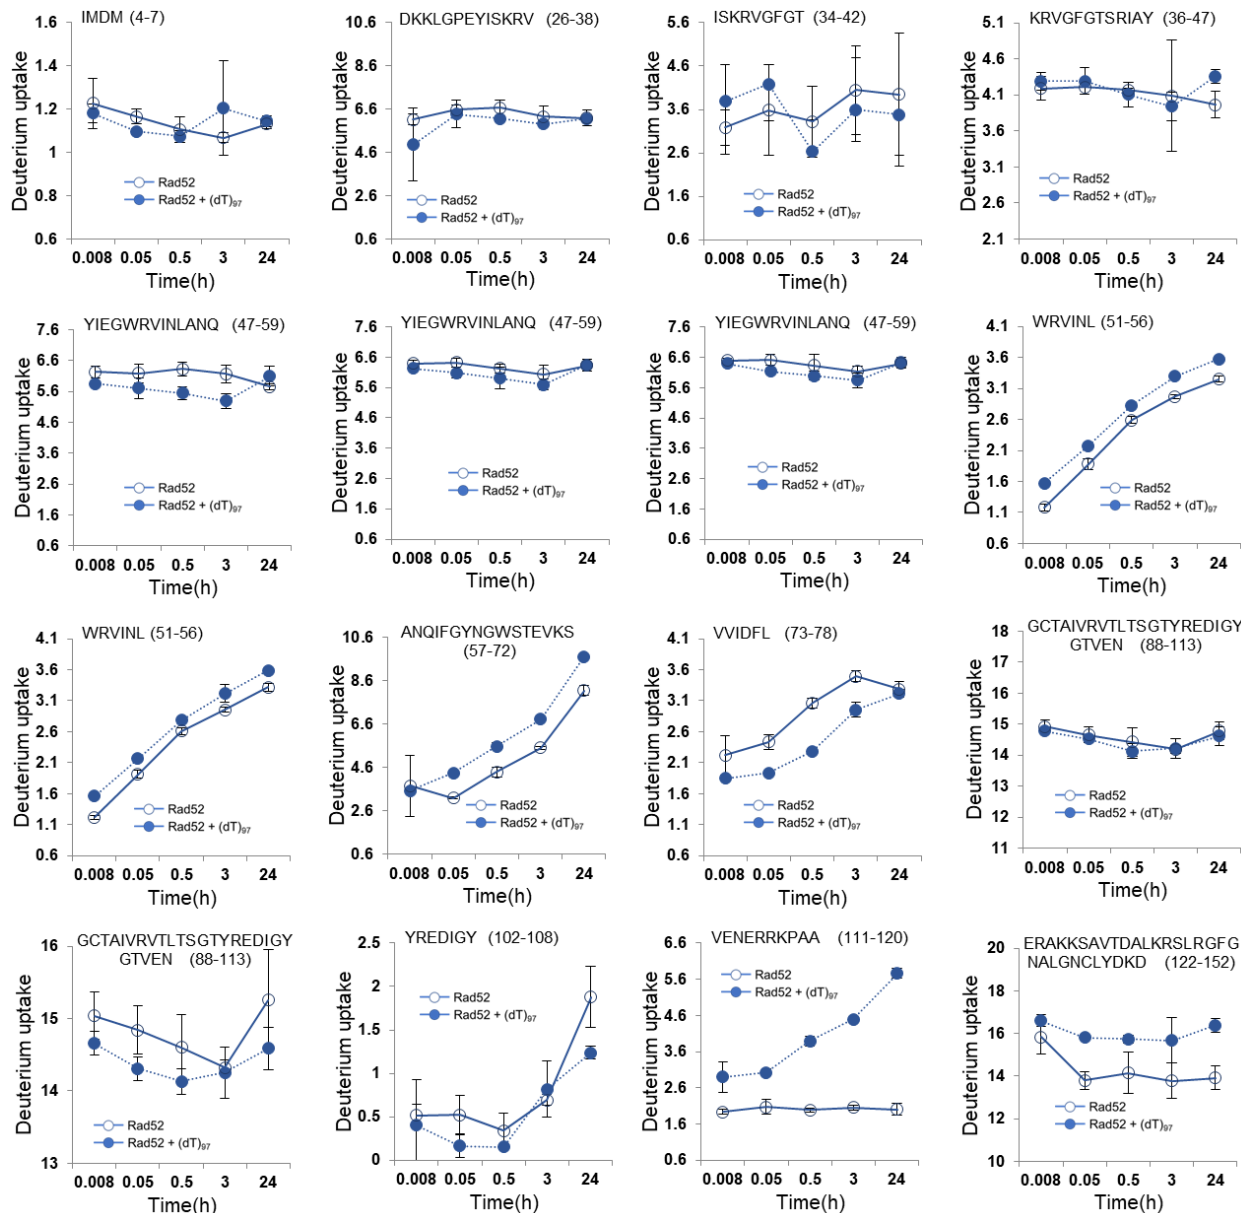 IMDM (4-7)
Deuterium uptake
1.6
1.4
1.2
1
0.8
0.6
Rad52
Rad52 + (dT)97
0.008 0.05 0.5 3 24
Time(h)
DKKLGPEYISKRV (26-38)
Deuterium uptake
10.6
8.6
6.6
4.6
2.6
0.6
Rad52
Rad52 + (dT)97
0.008 0.05 0.5 3 24
Time(h)
ISKRVGFGT (34-42)
Deuterium uptake
5.6
4.6
3.6
2.6
1.6
0.6
Rad52
Rad52 + (dT)97
0.008 0.05 0.5 3 24
Time(h)
KRVGFGTSRIAY (36-47)
Deuterium uptake
5.1
4.6
4.1
3.6
3.1
2.6
2.1
Rad52
Rad52 + (dT)97
0.008 0.05 0.5 3 24
Time(h)
YIEGWRVINLANQ (47-59)
Deuterium uptake
7.6
6.6
5.6
4.6
3.6
2.6
1.6
0.6
Rad52
Rad52 + (dT)97
0.008 0.05 0.5 3 24
Time(h)
YIEGWRVINLANQ (47-59)
Deuterium uptake
7.6
6.6
5.6
4.6
3.6
2.6
1.6
0.6
Rad52
Rad52 + (dT)97
0.008 0.05 0.5 3 24
Time(h)
YIEGWRVINLANQ (47-59)
Deuterium uptake
7.6
6.6
5.6
4.6
3.6
2.6
1.6
0.6
Rad52
Rad52 + (dT)97
0.008 0.05 0.5 3 24
Time(h)
WRVINL (51-56)
Deuterium uptake
4.1
3.6
3.1
2.6
2.1
1.6
1.1
0.6
Rad52
Rad52 + (dT)97
0.008 0.05 0.5 3 24
Time(h)
WRVINL (51-56)
Deuterium uptake
4.1
3.6
3.1
2.6
2.1
1.6
1.1
0.6
Rad52
Rad52 + (dT)97
0.008 0.05 0.5 3 24
Time(h)
ANQIFGYNGWSTEVKS
(57-72)
Deuterium uptake
10.6
8.6
6.6
4.6
2.6
0.6
Rad52
Rad52 + (dT)97
0.008 0.05 0.5 3 24
Time(h)
VVIDFL (73-78)
Deuterium uptake
4.1
3.6
3.1
2.6
2.1
1.6
1.1
0.6
Rad52
Rad52 + (dT)97
0.008 0.05 0.5 3 24
Time(h)
GCTAIVRVTLTSGTYREDIGY
GTVEN (88-113)
Deuterium uptake
18
17
16
15
14
13
12
11
Rad52
Rad52 + (dT)97
0.008 0.05 0.5 3 24
Time(h)
GCTAIVRVTLTSGTYREDIGY
GTVEN (88-113)
Deuterium uptake
16
15
14
13
Rad52
Rad52 + (dT)97
0.008 0.05 0.5 3 24
Time(h)
YREDIGY (102-108)
Deuterium uptake
2.5
2
1.5
1
0.5
0
Rad52
Rad52 + (dT)97
0.008 0.05 0.5 3 24
Time(h)
VENERRKPAA (111-120)
Deuterium uptake
6.6
5.6
4.6
3.6
2.6
1.6
0.6
Rad52
Rad52 + (dT)97
0.008 0.05 0.5 3 24
Time(h)
ERAKKSAVTDALKRSLRGFG
NALGNCLYDKD (122-152)
Deuterium uptake
20
18
16
14
12
10
Rad52
Rad52 + (dT)97
0.008 0.05 0.5 3 24
Time(h)